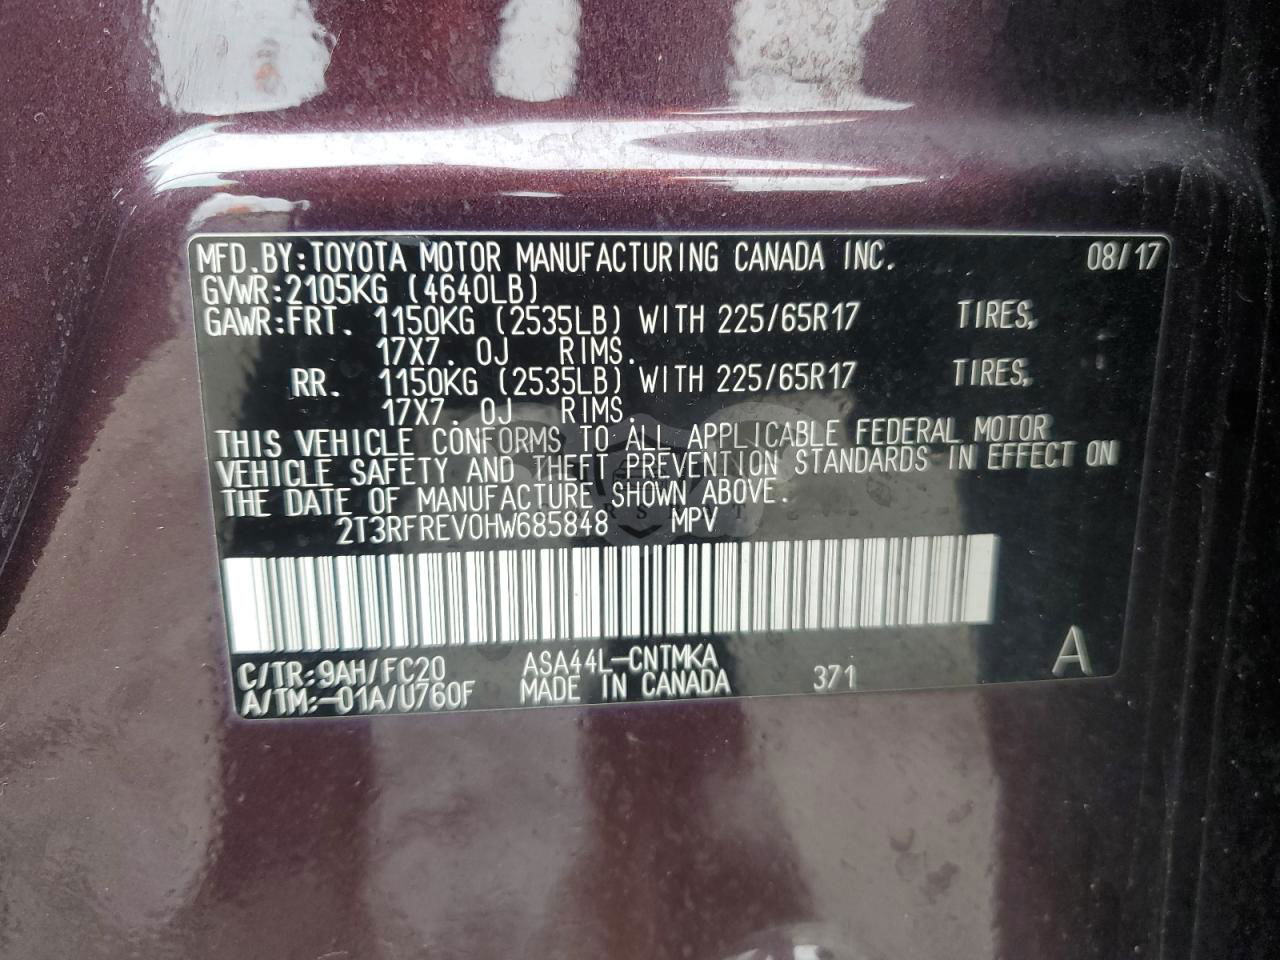 MFD.BY:TOYOTA MOTOR MANUFACTURING CANADA INC. 08/17
GVWR:2105KG (4640LB)
GAWR:FRT. 1150KG (2535LB) WITH 225/65R17 TIRES,
17X7.0J RIMS.
RR. 1150KG (2535LB) WITH 225/65R17 TIRES,
17X7.0J RIMS.
THIS VEHICLE CONFORMS TO ALL APPLICABLE FEDERAL MOTOR
VEHICLE SAFETY AND THEFT PREVENTION STANDARDS IN EFFECT ON
THE DATE OF MANUFACTURE SHOWN ABOVE.
2T3RFREV0HW685848 MPV
C/TR:9AH/FC20 ASA44L-CNTMKA 371 A
A/TM:-01A/U760F MADE IN CANADA